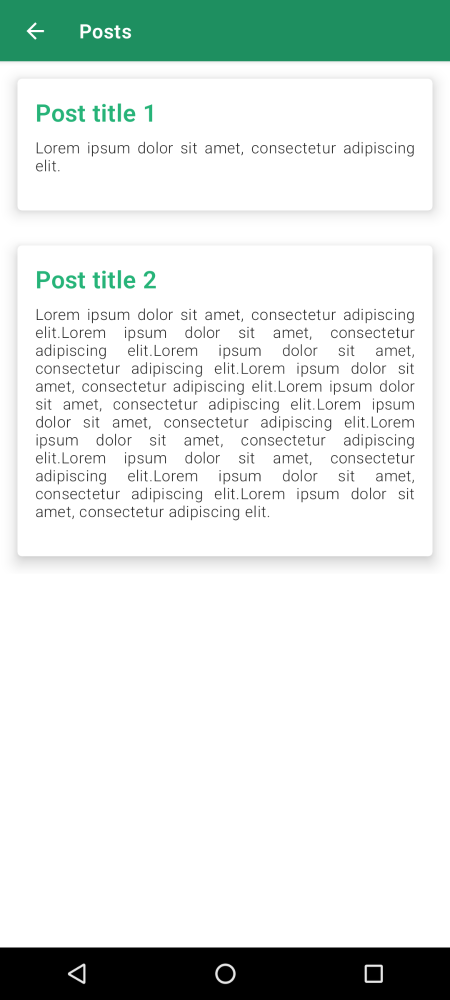 Posts
Post title 1
Lorem ipsum dolor sit amet, consectetur adipiscing
elit.
Post title 2
Lorem ipsum dolor sit amet, consectetur adipiscing
elit.Lorem ipsum dolor sit amet, consectetur
adipiscing elit.Lorem ipsum dolor sit amet,
consectetur adipiscing elit.Lorem ipsum dolor sit
amet, consectetur adipiscing elit.Lorem ipsum dolor
sit amet, consectetur adipiscing elit.Lorem ipsum
dolor sit amet, consectetur adipiscing elit.Lorem
ipsum dolor sit amet, consectetur adipiscing
elit.Lorem ipsum dolor sit amet, consectetur
adipiscing elit.Lorem ipsum dolor sit amet,
consectetur adipiscing elit.Lorem ipsum dolor sit
amet, consectetur adipiscing elit.